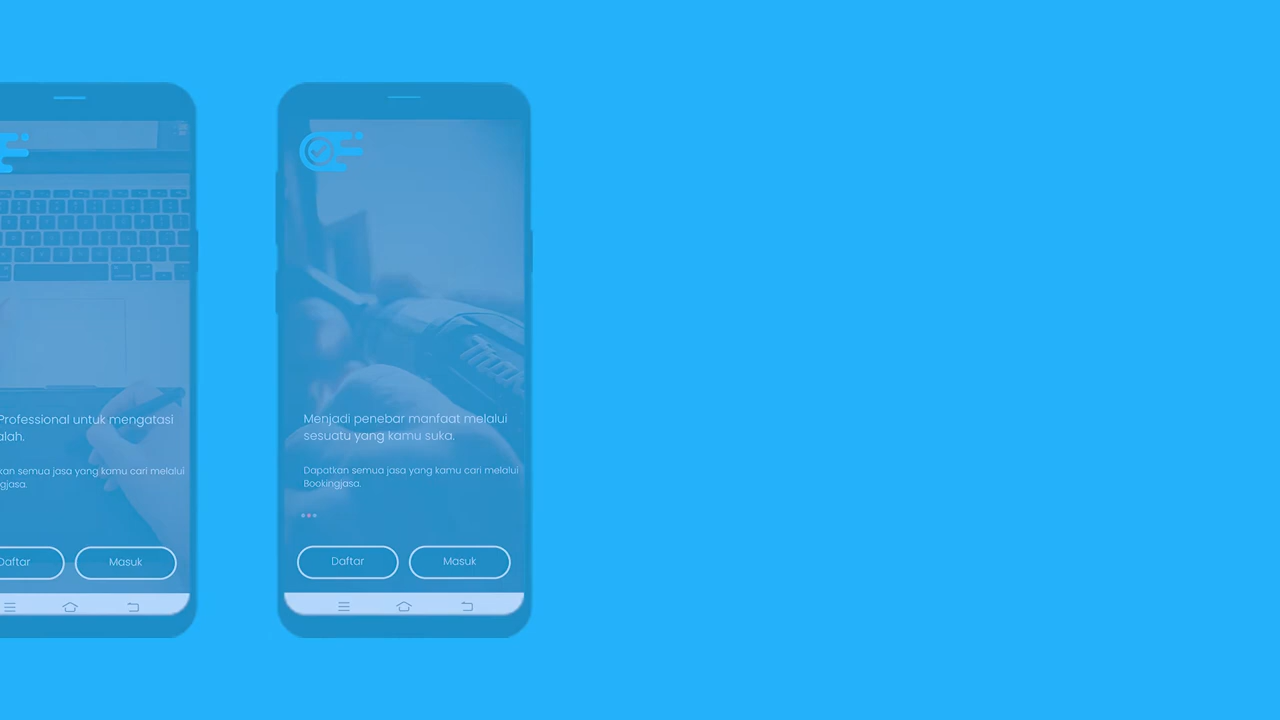 Professional untuk mengatasi
alah.
kan semua jasa yang kamu cari melalui
gjasa.
Daftar
Masuk
Menjadi penebar manfaat melalui
sesuatu yang kamu suka.
Dapatkan semua jasa yang kamu cari melalui
Bookingjasa.
Daftar
Masuk